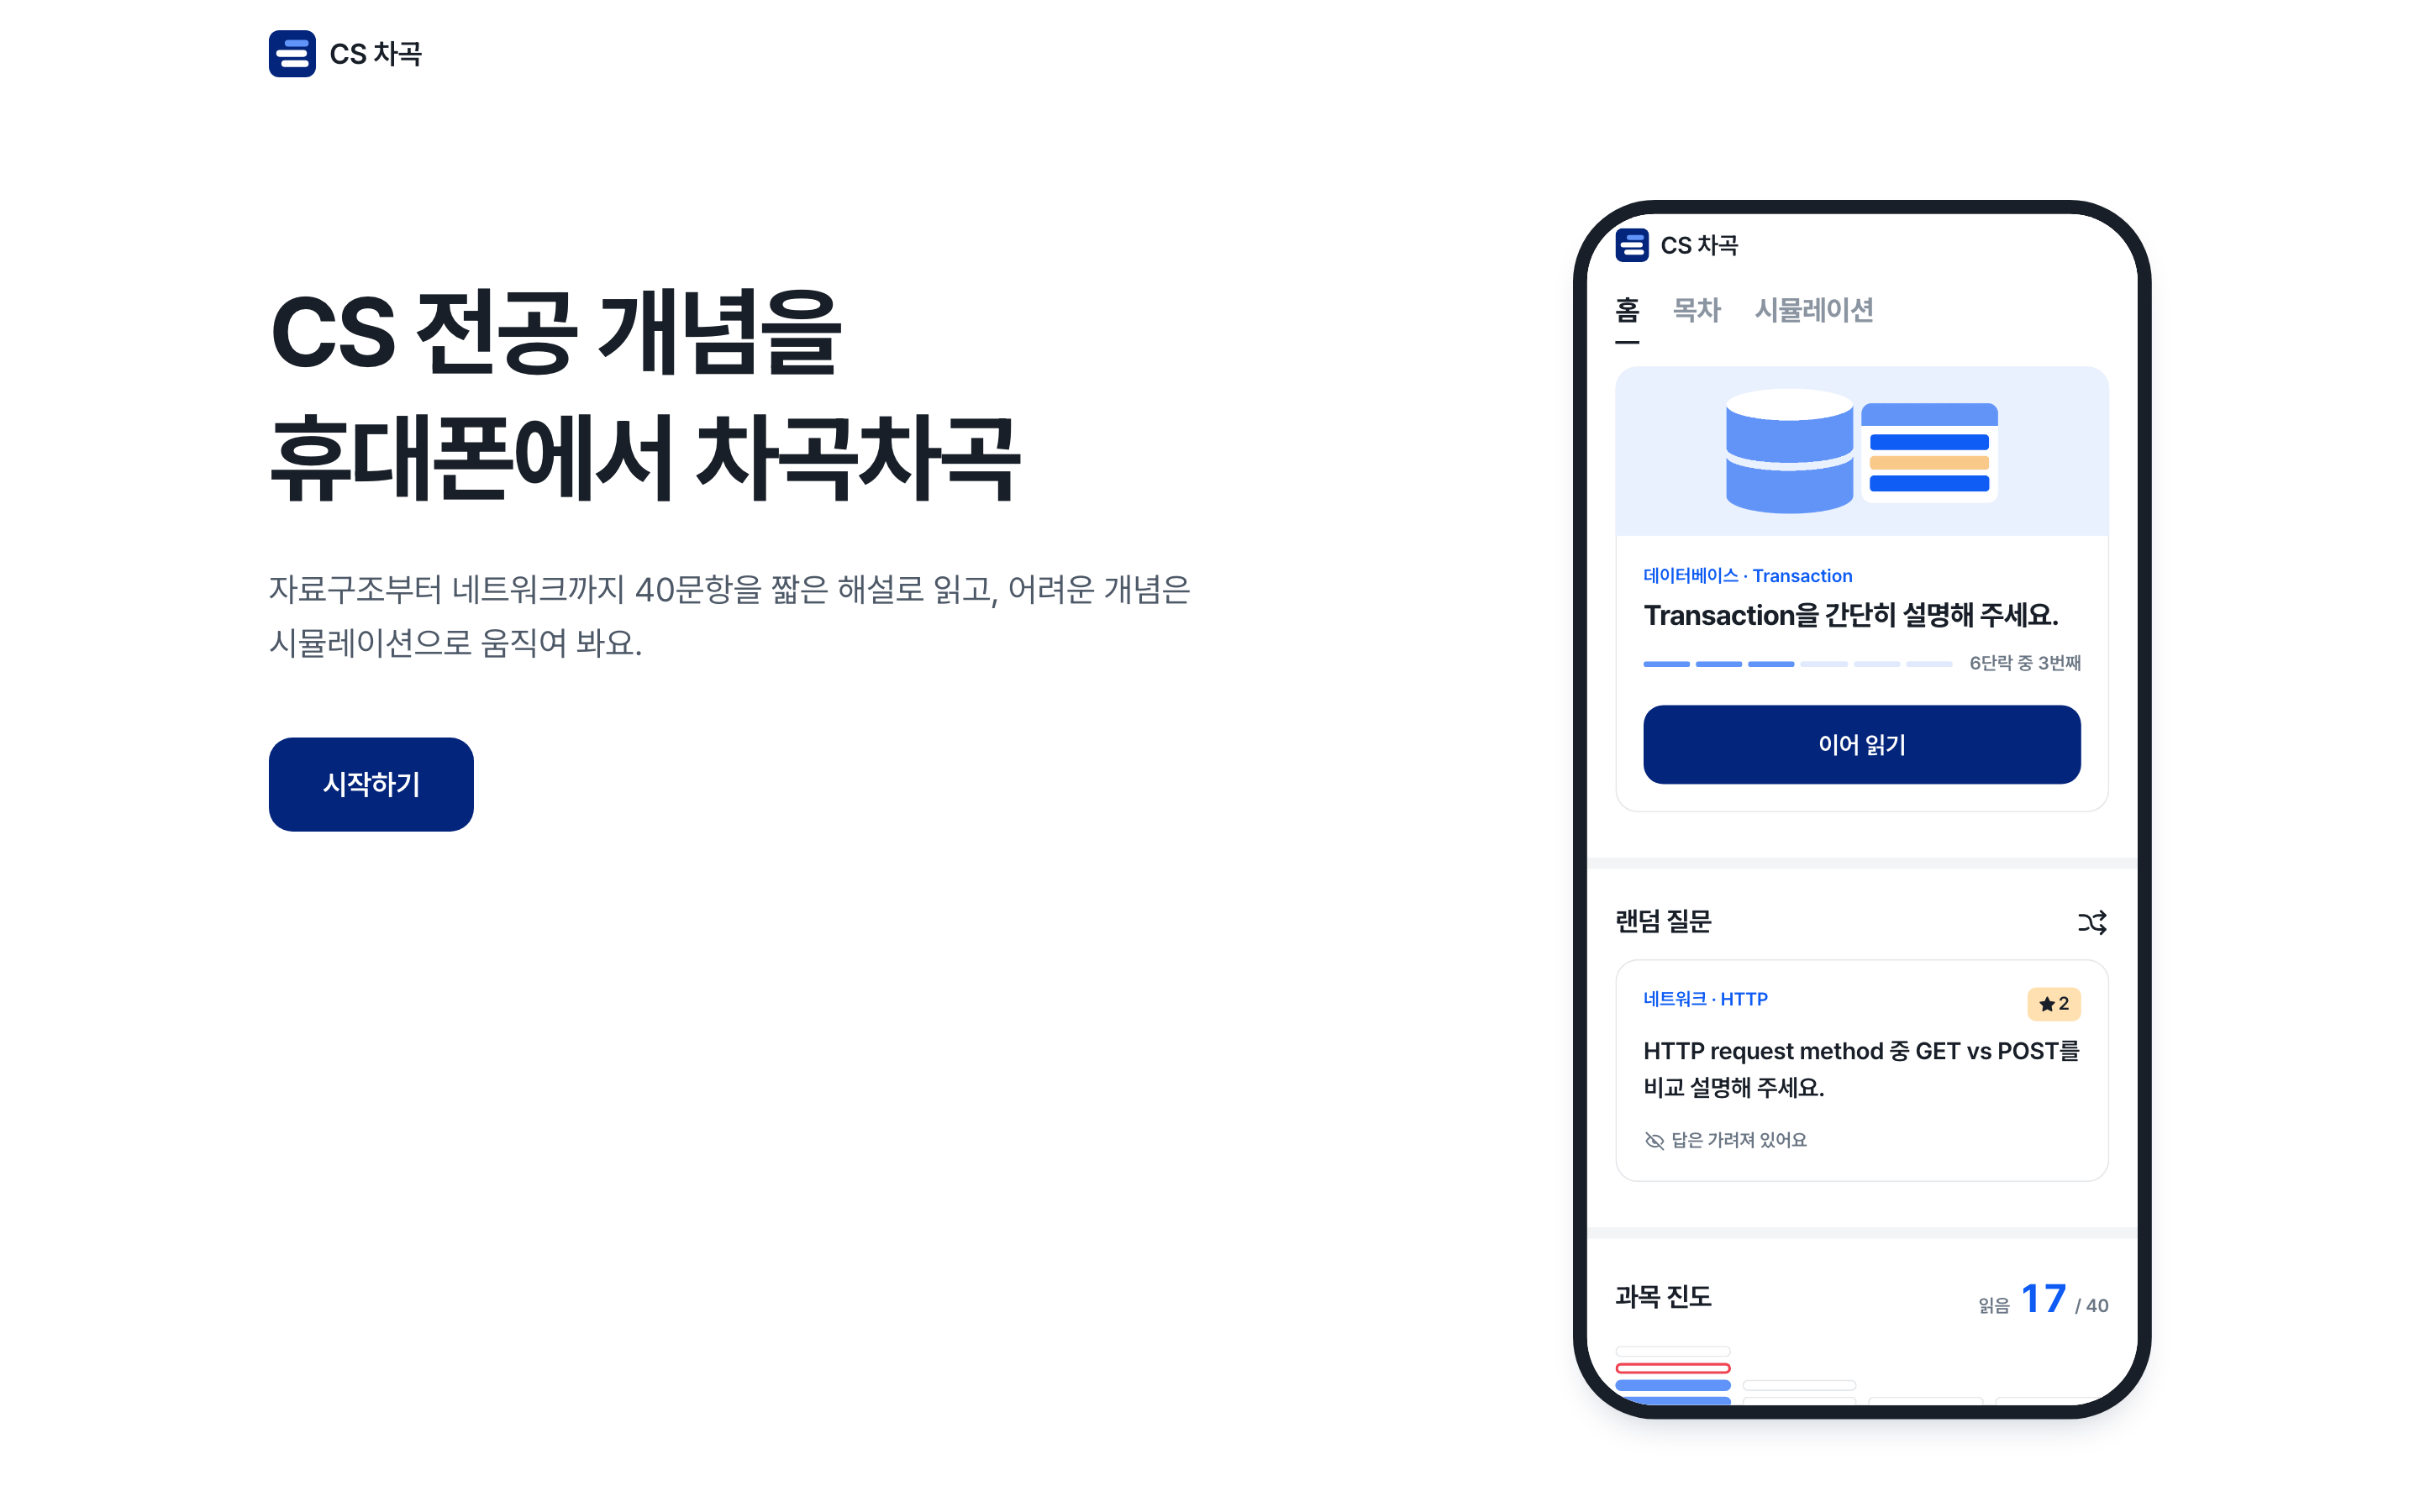 CS 차곡
CS 전공 개념을
휴대폰에서 차곡차곡
자료구조부터 네트워크까지 40문항을 짧은 해설로 읽고, 어려운 개념은
시뮬레이션으로 움직여 봐요.
시작하기
CS 차곡
홈 목차 시뮬레이션
데이터베이스 · Transaction
Transaction을 간단히 설명해 주세요.
6단락 중 3번째
이어 읽기
랜덤 질문
네트워크 · HTTP
★ 2
HTTP request method 중 GET vs POST를
비교 설명해 주세요.
답은 가려져 있어요
과목 진도
읽음 17 / 40